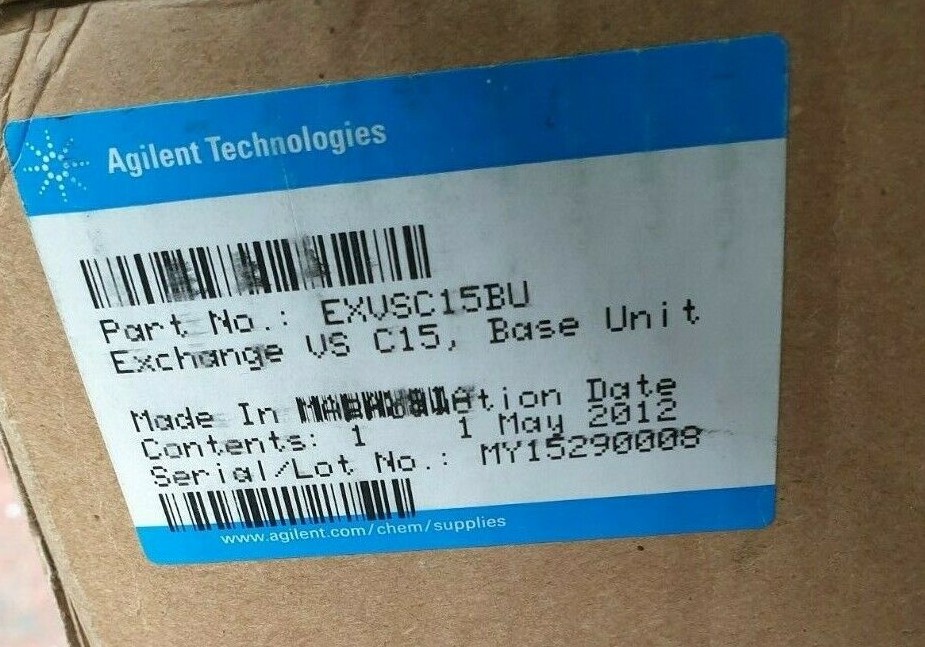 Agilent Technologies
Part No.: EXVSC15BU
Exchange VS C15, Base Unit
Made In tion Date
Contents: 1 1 May 2012
Serial/Lot No.: MY15290008
www.agilent.com/chem/supplies